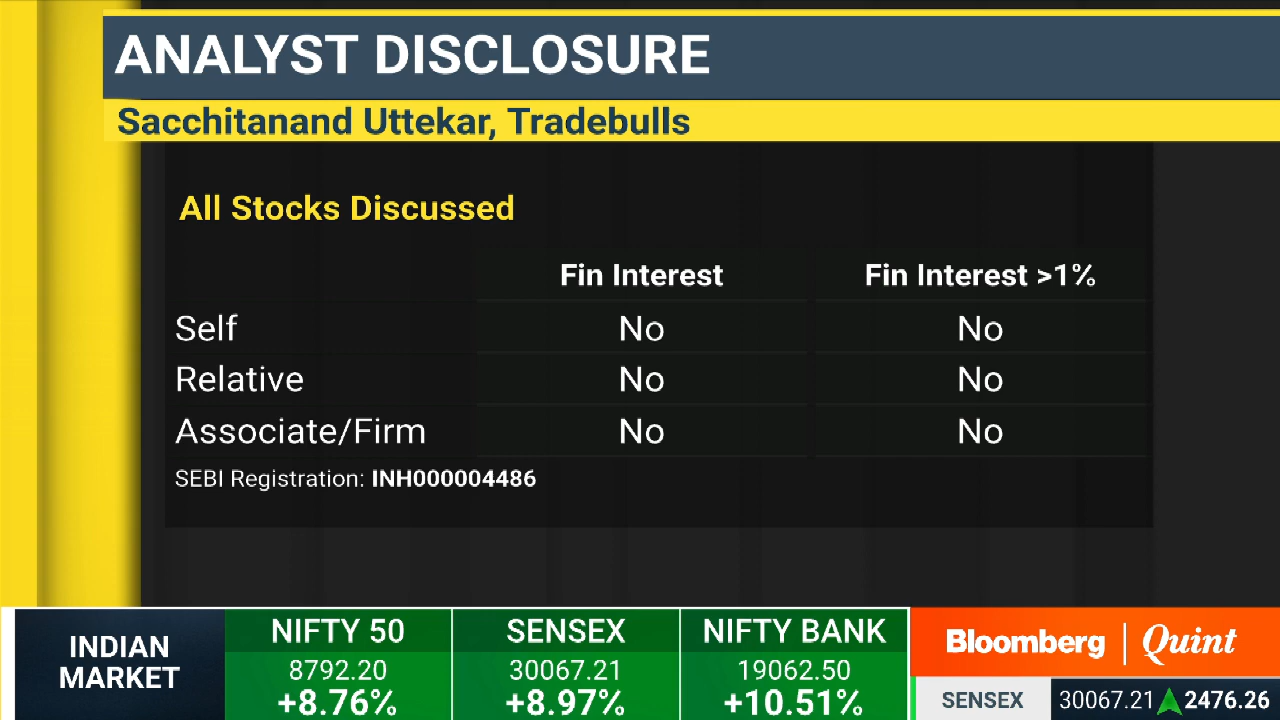 ANALYST DISCLOSURE
Sacchitanand Uttekar, Tradebulls
All Stocks Discussed
Fin Interest Fin Interest >1%
Self No No
Relative No No
Associate/Firm No No
SEBI Registration: INH000004486
INDIAN MARKET
NIFTY 50
8792.20
+8.76%
SENSEX
30067.21
+8.97%
NIFTY BANK
19062.50
+10.51%
Bloomberg | Quint
SENSEX 30067.21 ▲ 2476.26